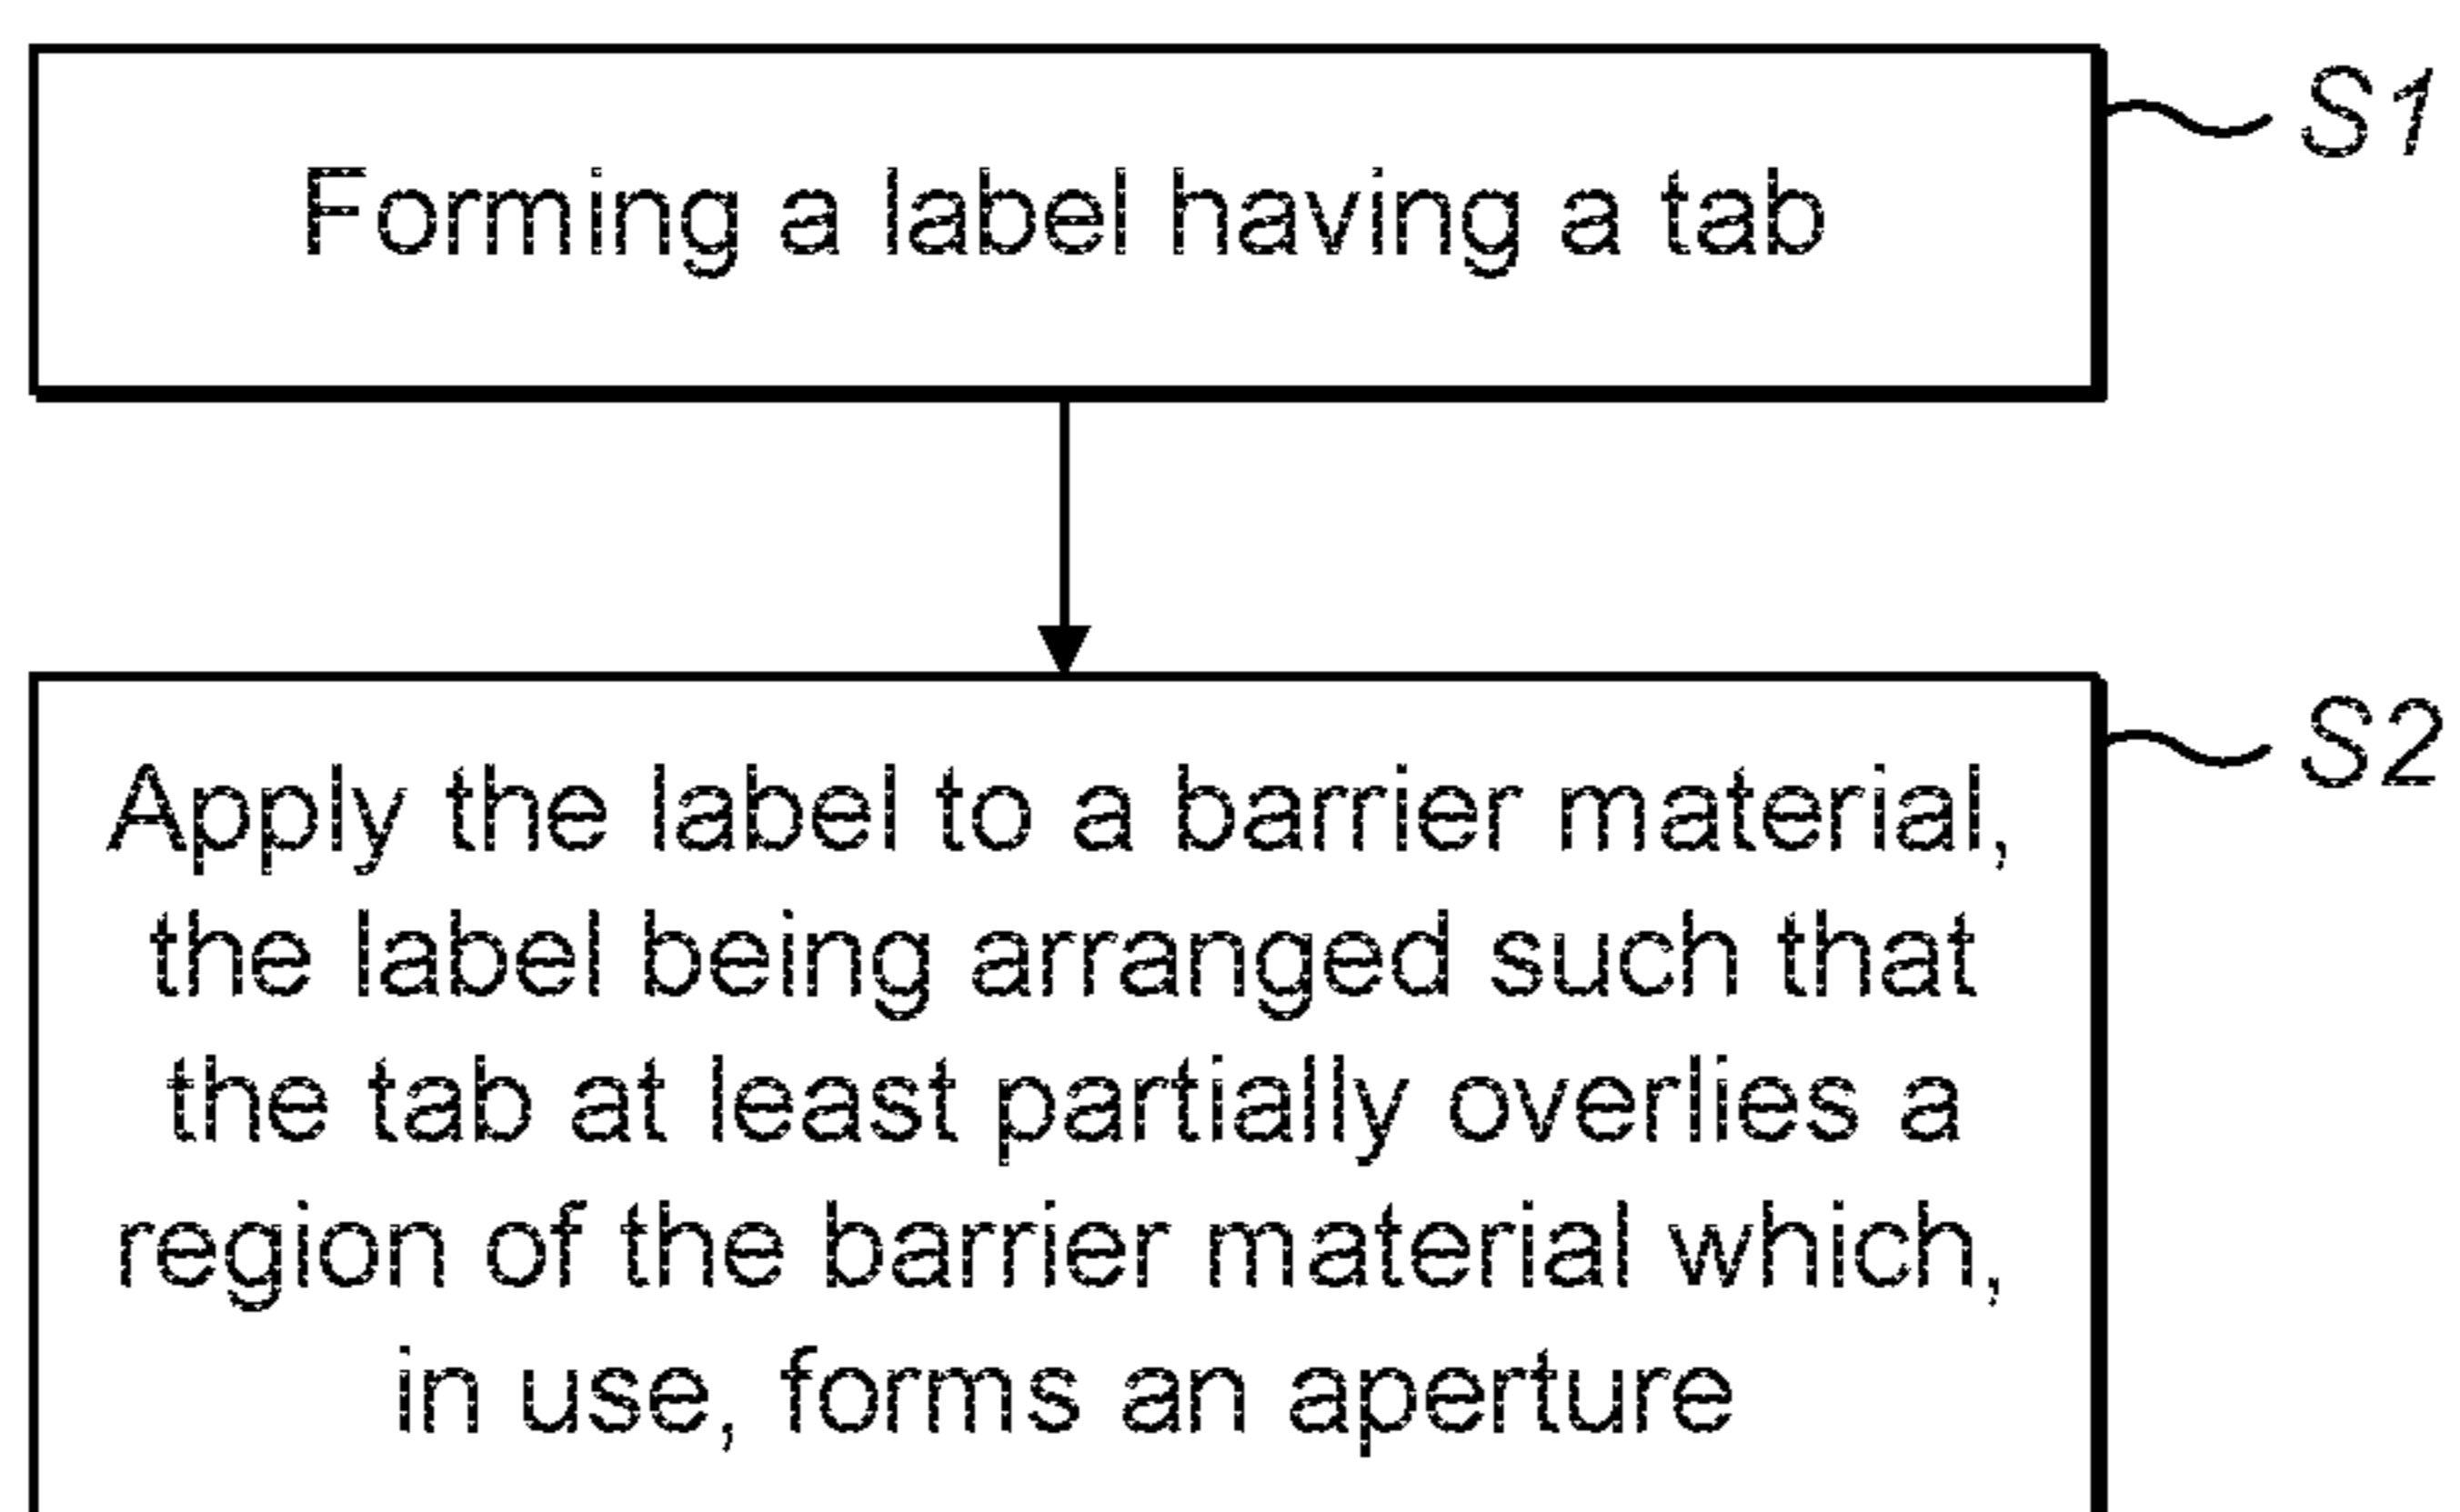 S1
Forming a label having a tab
S2
Apply the label to a barrier material,
the label being arranged such that
the tab at least partially overlies a
region of the barrier material which,
in use, forms an aperture